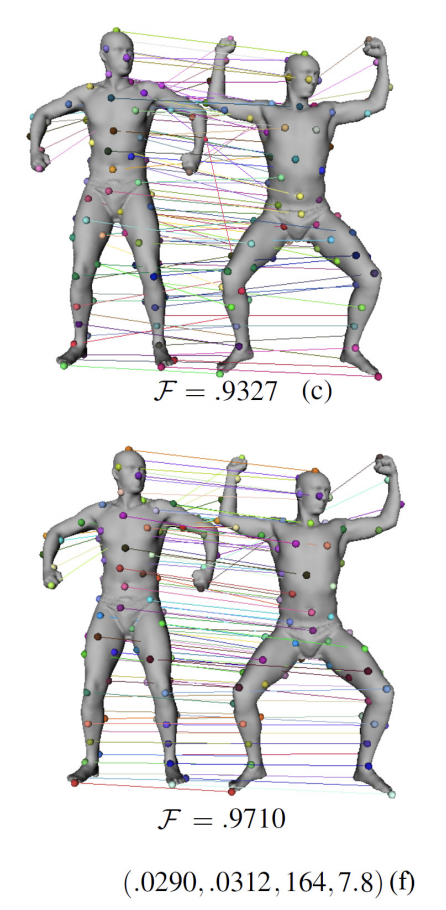 ℱ = .9327 (c)
ℱ = .9710
(.0290, .0312, 164, 7.8) (f)